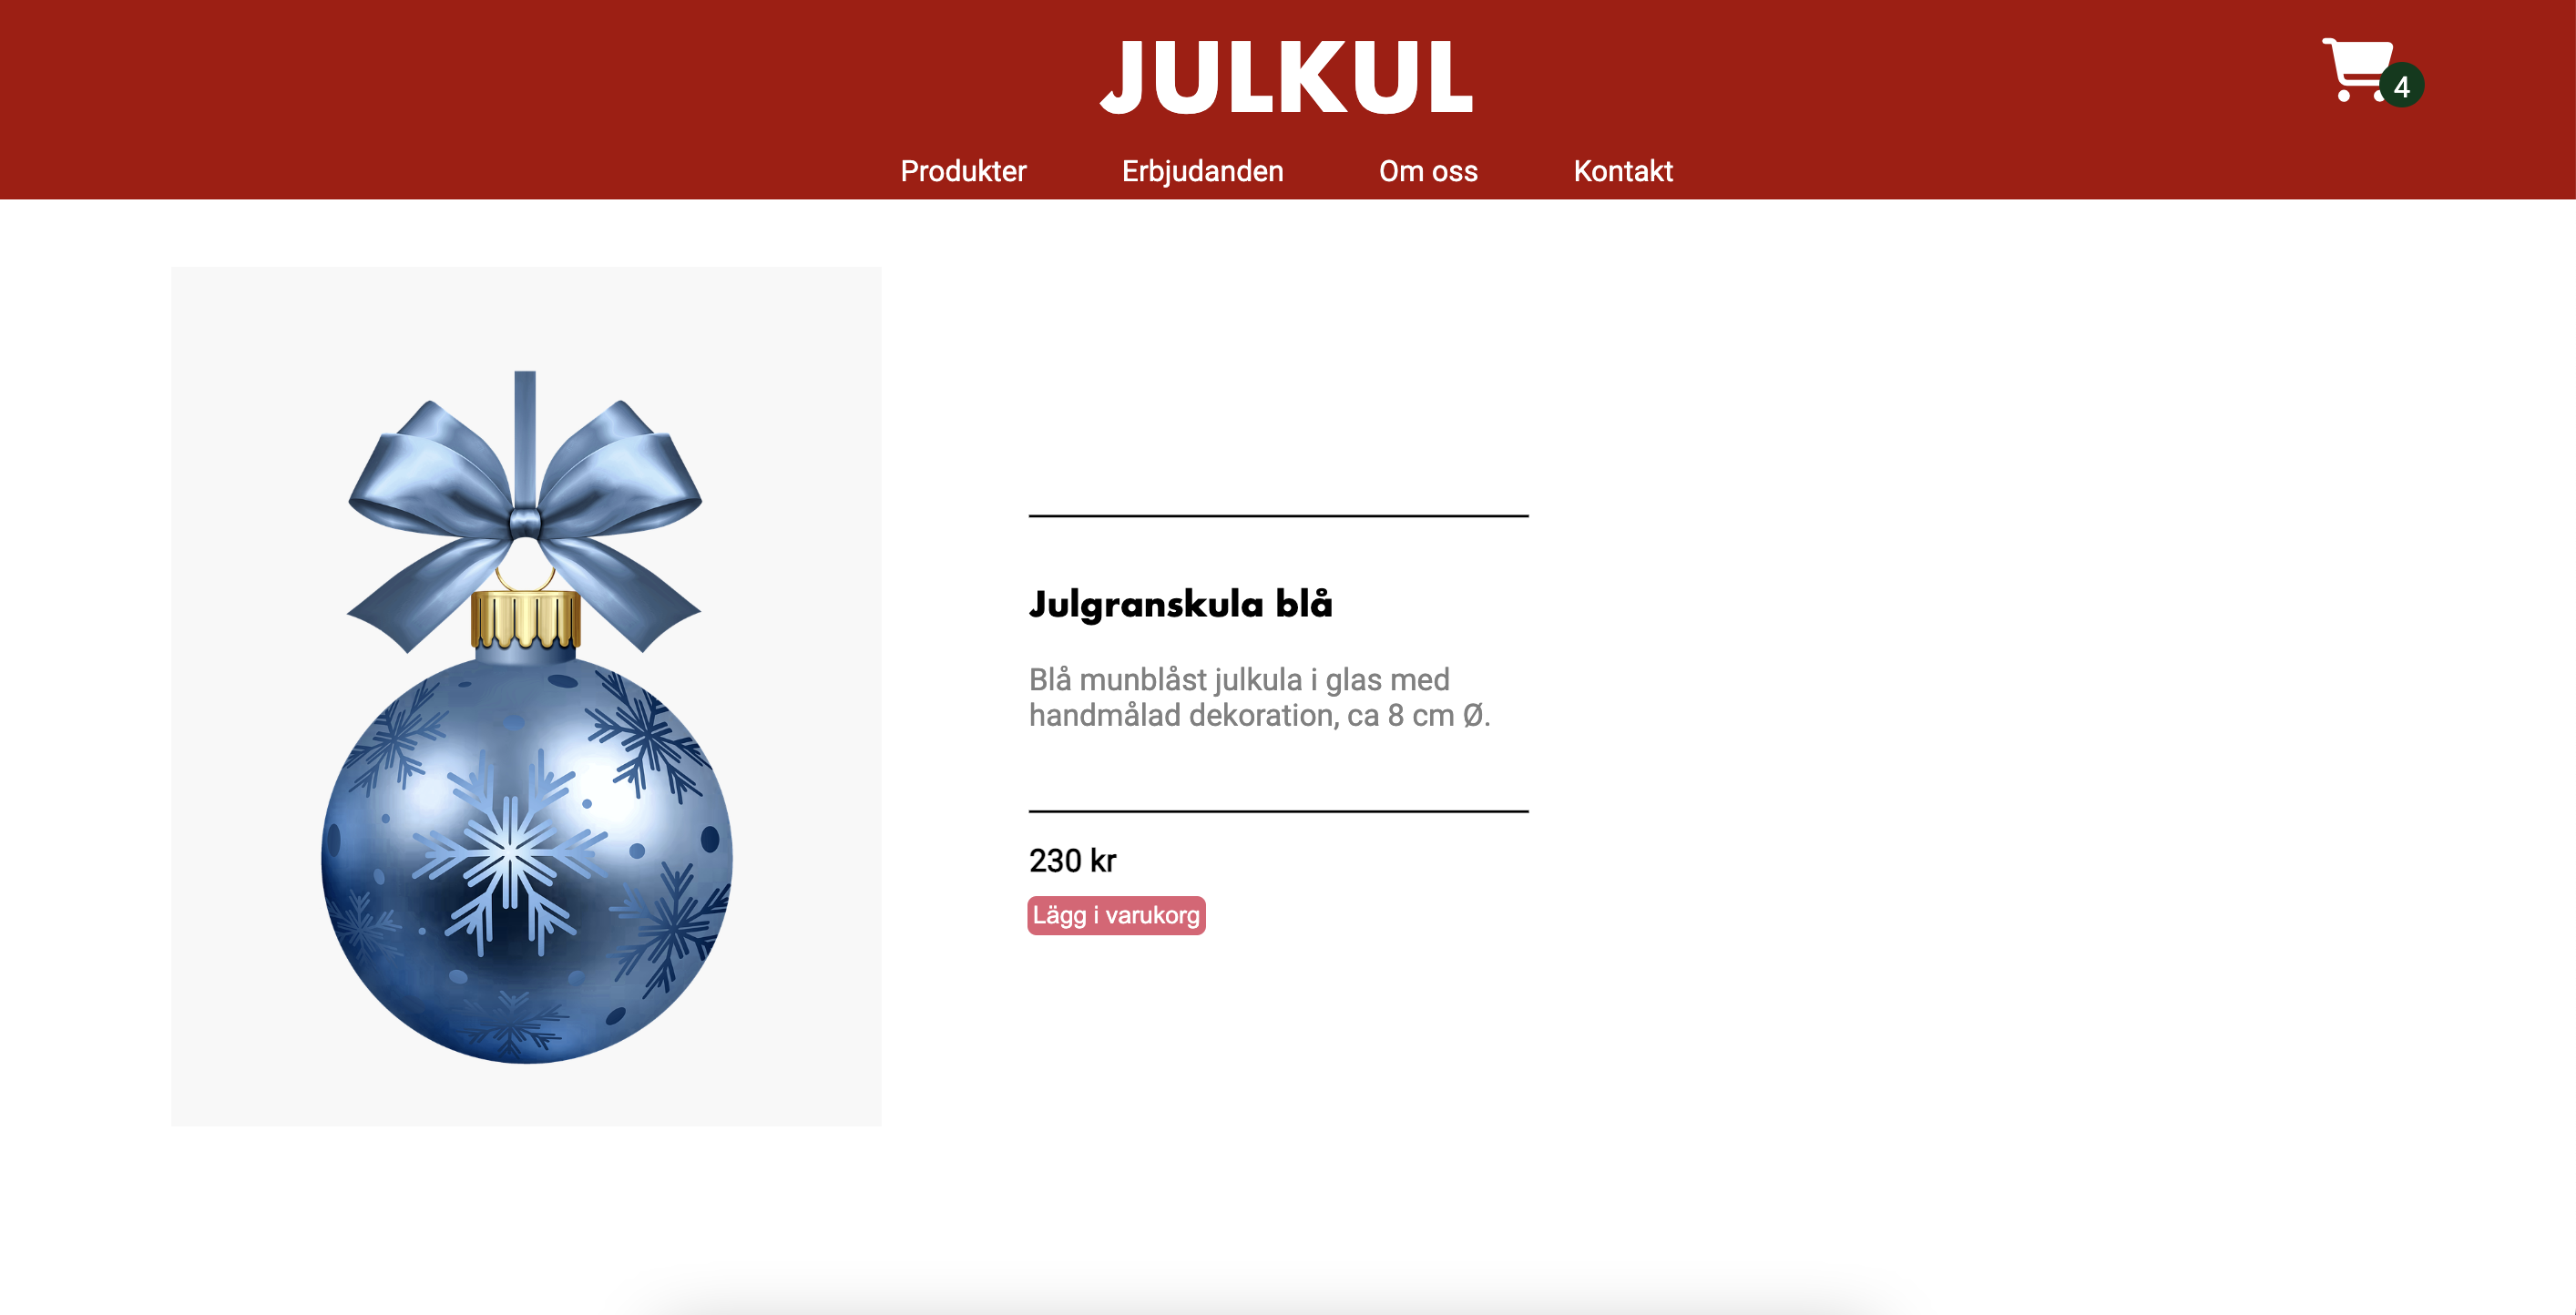 JULKUL
4
Produkter Erbjudanden Om oss Kontakt
Julgranskula blå
Blå munblåst julkula i glas med
handmålad dekoration, ca 8 cm Ø.
230 kr
Lägg i varukorg